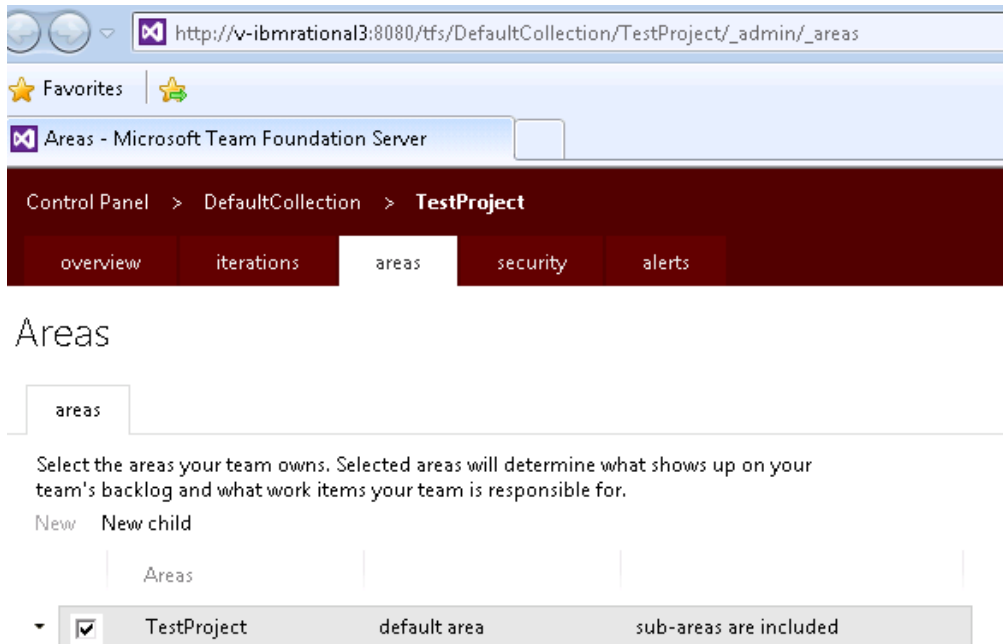 http://v-ibmrational3:8080/tfs/DefaultCollection/TestProject/_admin/_areas
Favorites
Areas - Microsoft Team Foundation Server
Control Panel > DefaultCollection > TestProject
overview iterations areas security alerts
Areas
areas
Select the areas your team owns. Selected areas will determine what shows up on your
team's backlog and what work items your team is responsible for.
New New child
Areas
TestProject default area sub-areas are included